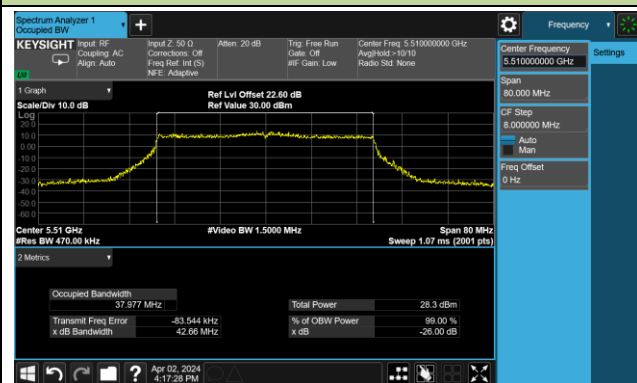 Spectrum Analyzer 1
Occupied BW
Frequency
KEYSIGHT
Input: RF
Coupling: AC
Align: Auto
Input Z: 50 Ω
Corrections: Off
Freq Ref: Int (S)
NFE: Adaptive
Atten: 20 dB
Trig: Free Run
Gate: Off
#IF Gain: Low
Center Freq: 5.510000000 GHz
Avg|Hold:>10/10
Radio Std: None
Center Frequency
5.510000000 GHz
Settings
Span
80.000 MHz
CF Step
8.000000 MHz
Auto
Man
Freq Offset
0 Hz
1 Graph
Scale/Div 10.0 dB
Ref Lvl Offset 22.60 dB
Ref Value 30.00 dBm
Log
20.0
10.0
0.00
-10.0
-20.0
-30.0
-40.0
-50.0
-60.0
Center 5.51 GHz
#Video BW 1.5000 MHz
Span 80 MHz
#Res BW 470.00 kHz
Sweep 1.07 ms (2001 pts)
2 Metrics
Occupied Bandwidth
37.977 MHz
Total Power 28.3 dBm
Transmit Freq Error -83.544 kHz
% of OBW Power 99.00 %
x dB Bandwidth 42.66 MHz
x dB -26.00 dB
?
Apr 02, 2024
4:17:28 PM